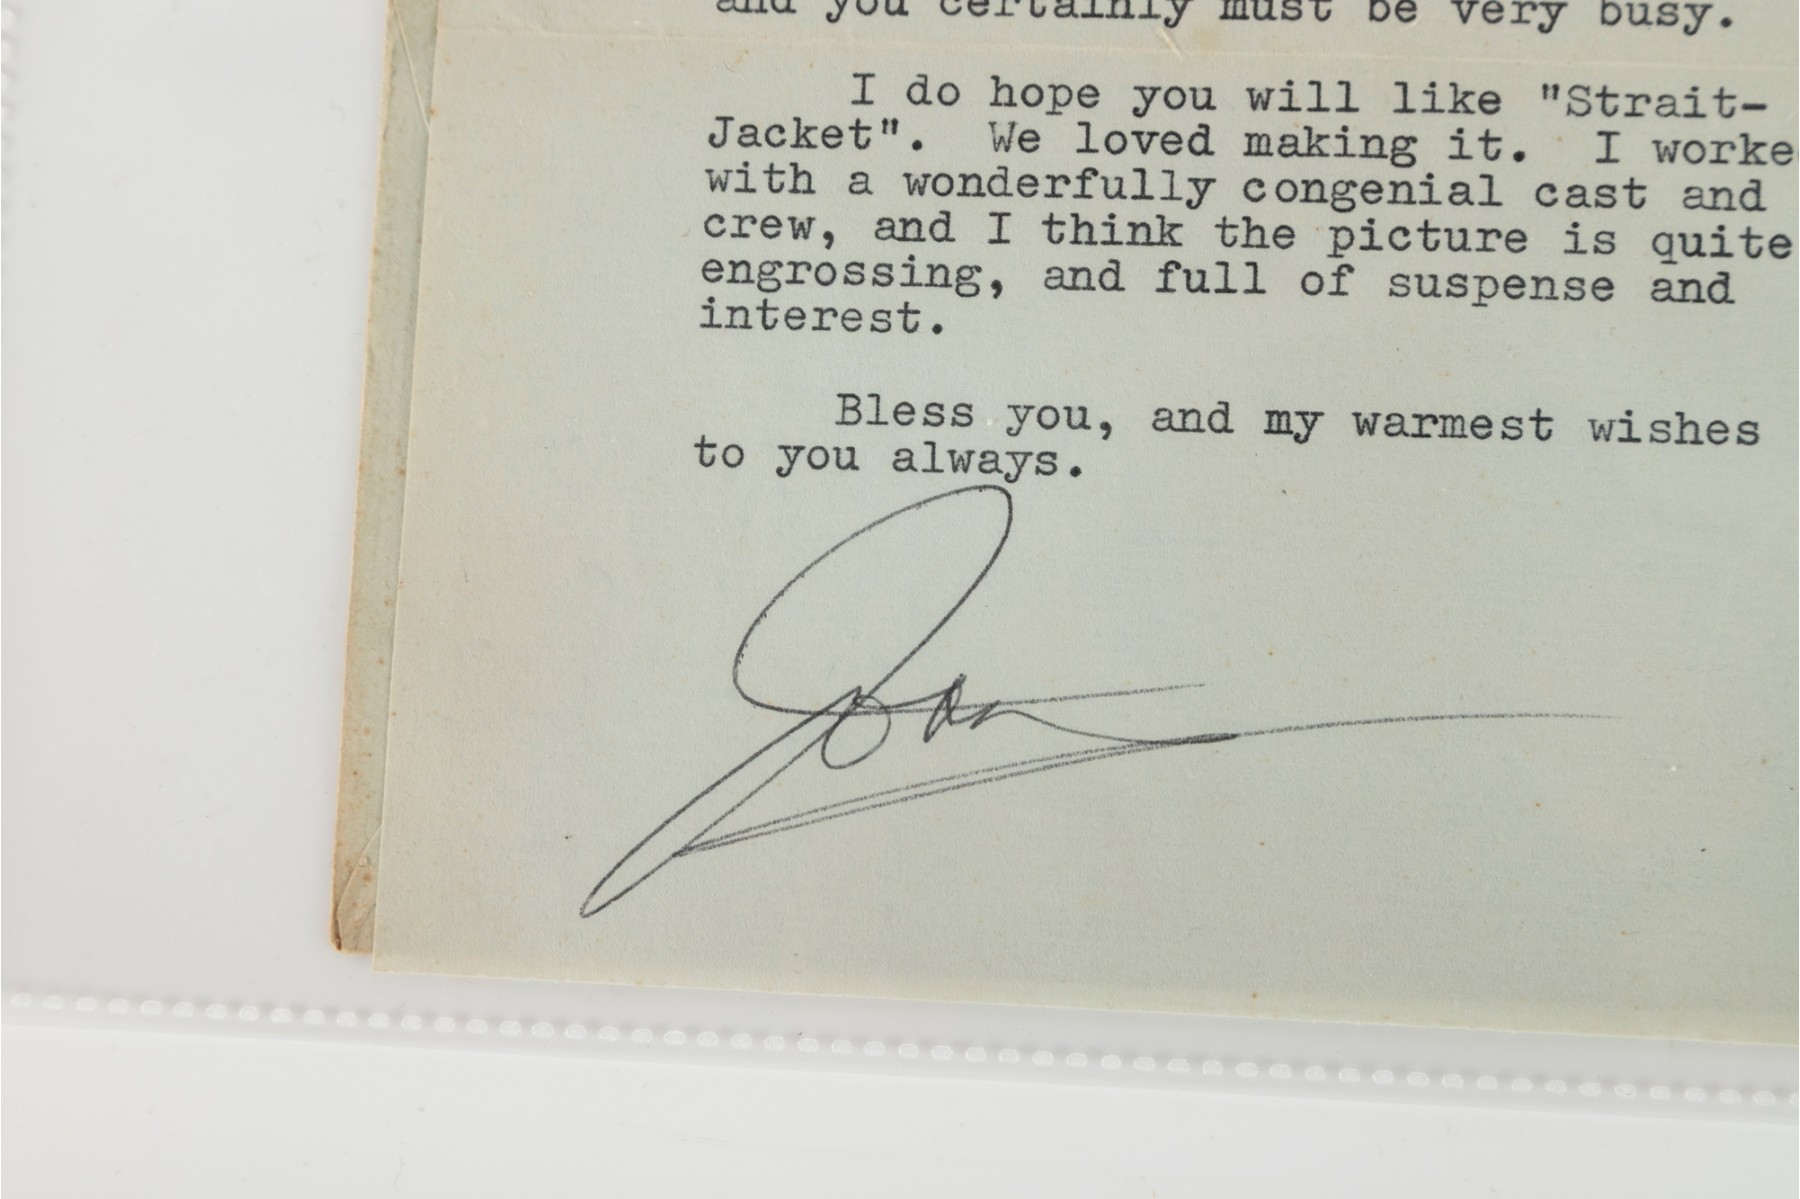 and you certainly must be very busy.
I do hope you will like "Strait-
Jacket". We loved making it. I worke
with a wonderfully congenial cast and
crew, and I think the picture is quite
engrossing, and full of suspense and
interest.
Bless you, and my warmest wishes
to you always.
Joan